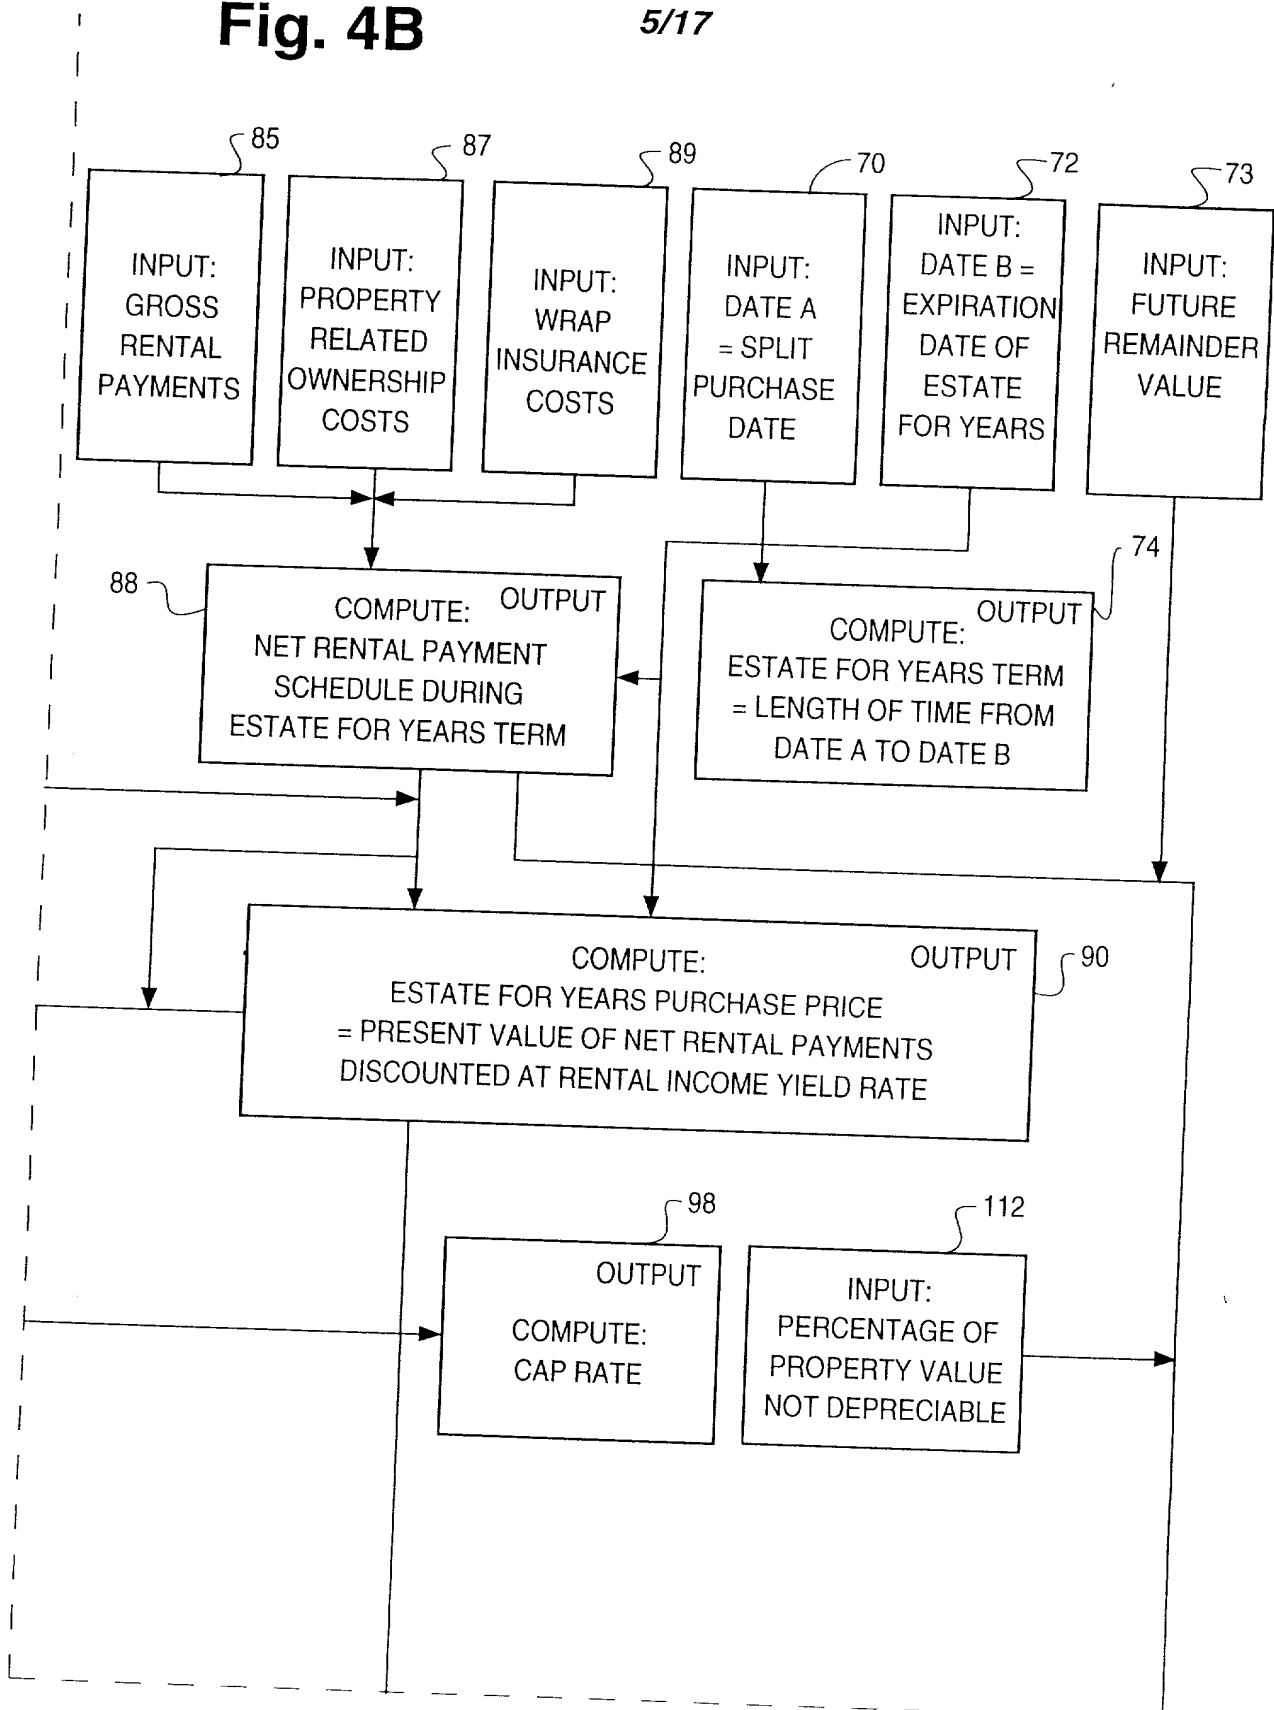 Fig. 4B
5/17
85
87
89
70
72
73
INPUT:
GROSS
RENTAL
PAYMENTS
INPUT:
PROPERTY
RELATED
OWNERSHIP
COSTS
INPUT:
WRAP
INSURANCE
COSTS
INPUT:
DATE A
= SPLIT
PURCHASE
DATE
INPUT:
DATE B =
EXPIRATION
DATE OF
ESTATE
FOR YEARS
INPUT:
FUTURE
REMAINDER
VALUE
88
OUTPUT
COMPUTE:
NET RENTAL PAYMENT
SCHEDULE DURING
ESTATE FOR YEARS TERM
74
OUTPUT
COMPUTE:
ESTATE FOR YEARS TERM
= LENGTH OF TIME FROM
DATE A TO DATE B
90
OUTPUT
COMPUTE:
ESTATE FOR YEARS PURCHASE PRICE
= PRESENT VALUE OF NET RENTAL PAYMENTS
DISCOUNTED AT RENTAL INCOME YIELD RATE
98
OUTPUT
COMPUTE:
CAP RATE
112
INPUT:
PERCENTAGE OF
PROPERTY VALUE
NOT DEPRECIABLE